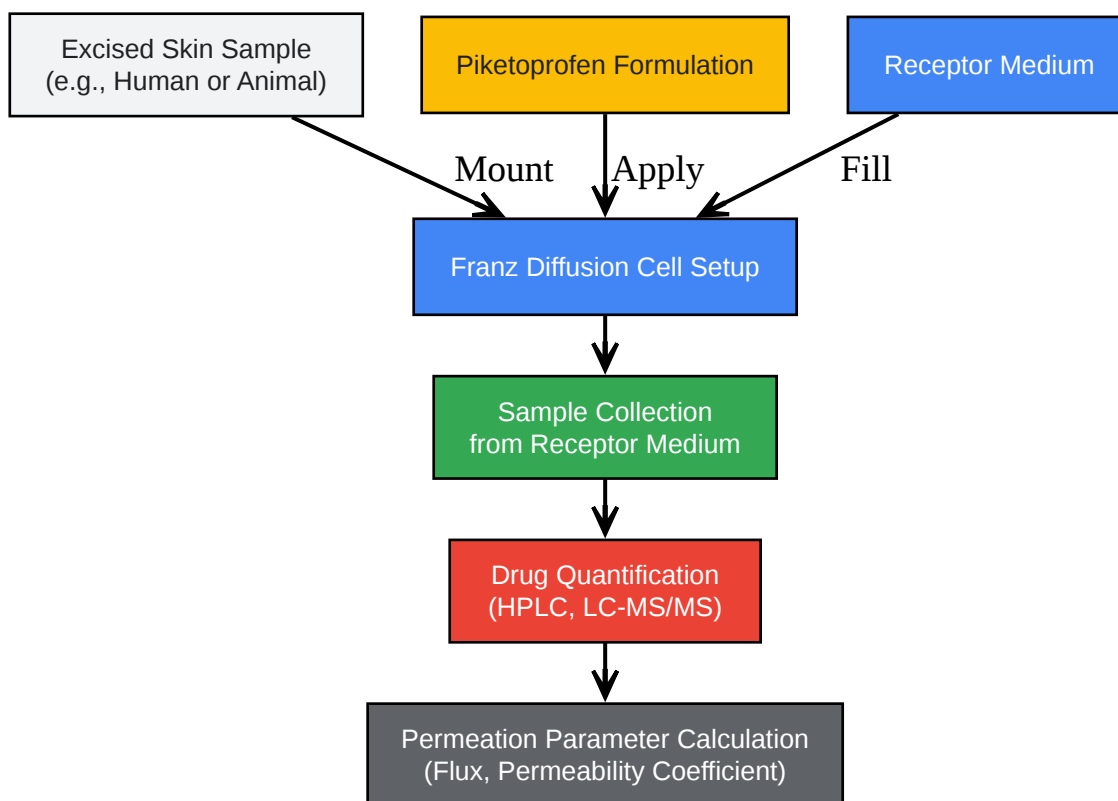 Excised Skin Sample
(e.g., Human or Animal)
Piketoprofen Formulation
Receptor Medium
Mount
Apply
Fill
Franz Diffusion Cell Setup
Sample Collection
from Receptor Medium
Drug Quantification
(HPLC, LC-MS/MS)
Permeation Parameter Calculation
(Flux, Permeability Coefficient)